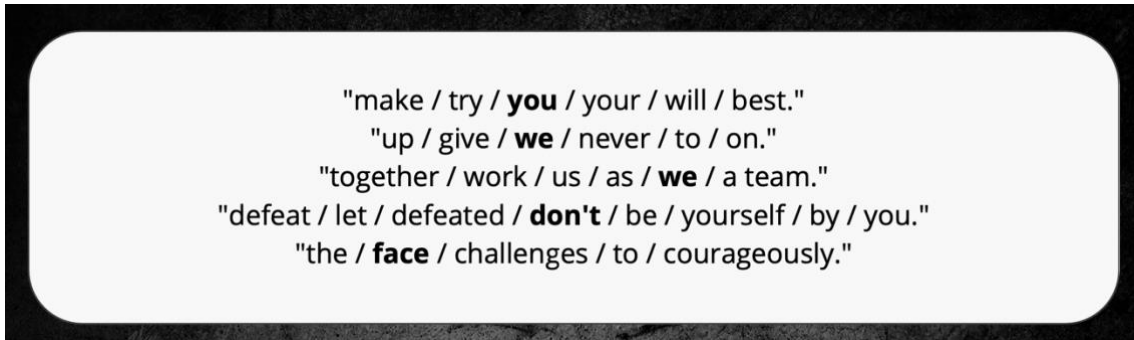 "make / try / you / your / will / best."
"up / give / we / never / to / on."
"together / work / us / as / we / a team."
"defeat / let / defeated / don't / be / yourself / by / you."
"the / face / challenges / to / courageously."